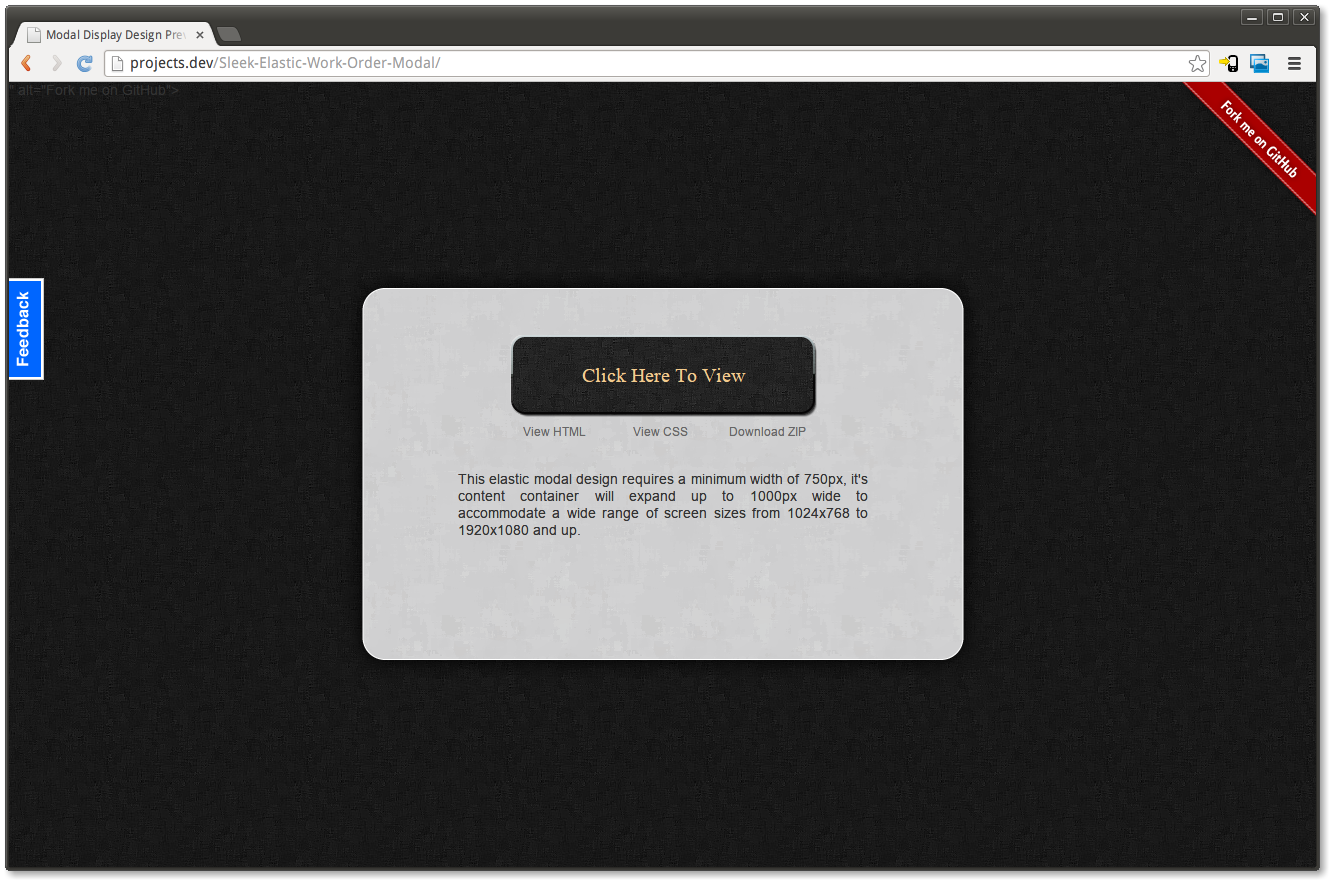 Modal Display Design Prev
projects.dev/Sleek-Elastic-Work-Order-Modal/
" alt="Fork me on GitHub">
Fork me on GitHub
Feedback
Click Here To View
View HTML View CSS Download ZIP
This elastic modal design requires a minimum width of 750px, it's
content container will expand up to 1000px wide to
accommodate a wide range of screen sizes from 1024x768 to
1920x1080 and up.